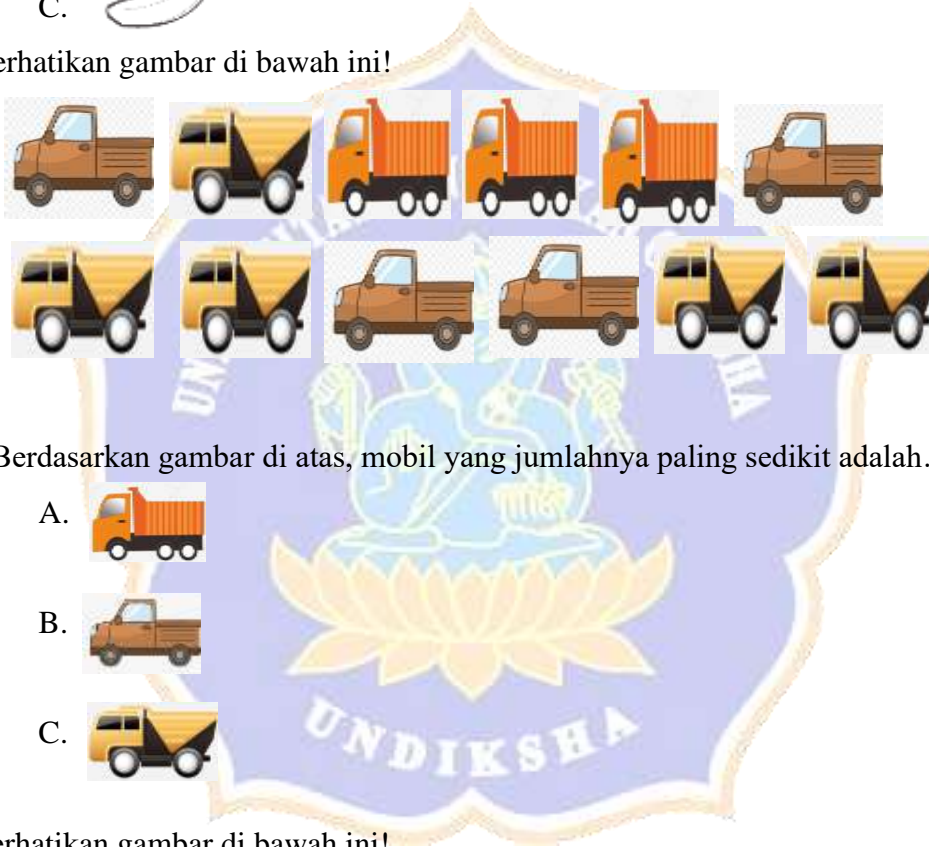 C.
erhatikan gambar di bawah ini!
Berdasarkan gambar di atas, mobil yang jumlahnya paling sedikit adalah.
A.
B.
C.
UNDIKSHA
erhatikan gambar di bawah ini!